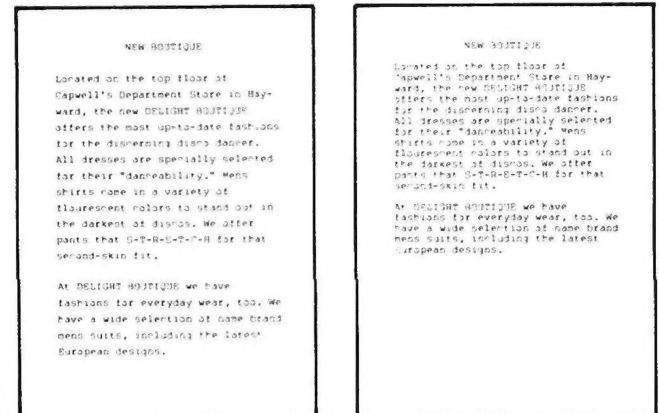 NEW BOUTIQUE
Located on the top floor of
Capwell's Department Store in Hay-
ward, the new DELIGHT BOUTIQUE
offers the most up-to-date fashions
for the discerning disco dancer.
All dresses are specially selected
for their "danceability." Mens
shirts come in a variety of
flourescent colors to stand out in
the darkest of discos. We offer
pants that S-T-R-E-T-C-H for that
second-skin fit.
At DELIGHT BOUTIQUE we have
fashions for everyday wear, too. We
have a wide selection of name brand
mens suits, including the latest
European designs.
NEW BOUTIQUE
Located on the top floor of
Capwell's Department Store in Hay-
ward, the new DELIGHT BOUTIQUE
offers the most up-to-date fashions
for the discerning disco dancer.
All dresses are specially selected
for their "danceability." Mens
shirts come in a variety of
flourescent colors to stand out in
the darkest of discos. We offer
pants that S-T-R-E-T-C-H for that
second-skin fit.
At DELIGHT BOUTIQUE we have
fashions for everyday wear, too. We
have a wide selection of name brand
mens suits, including the latest
European designs.